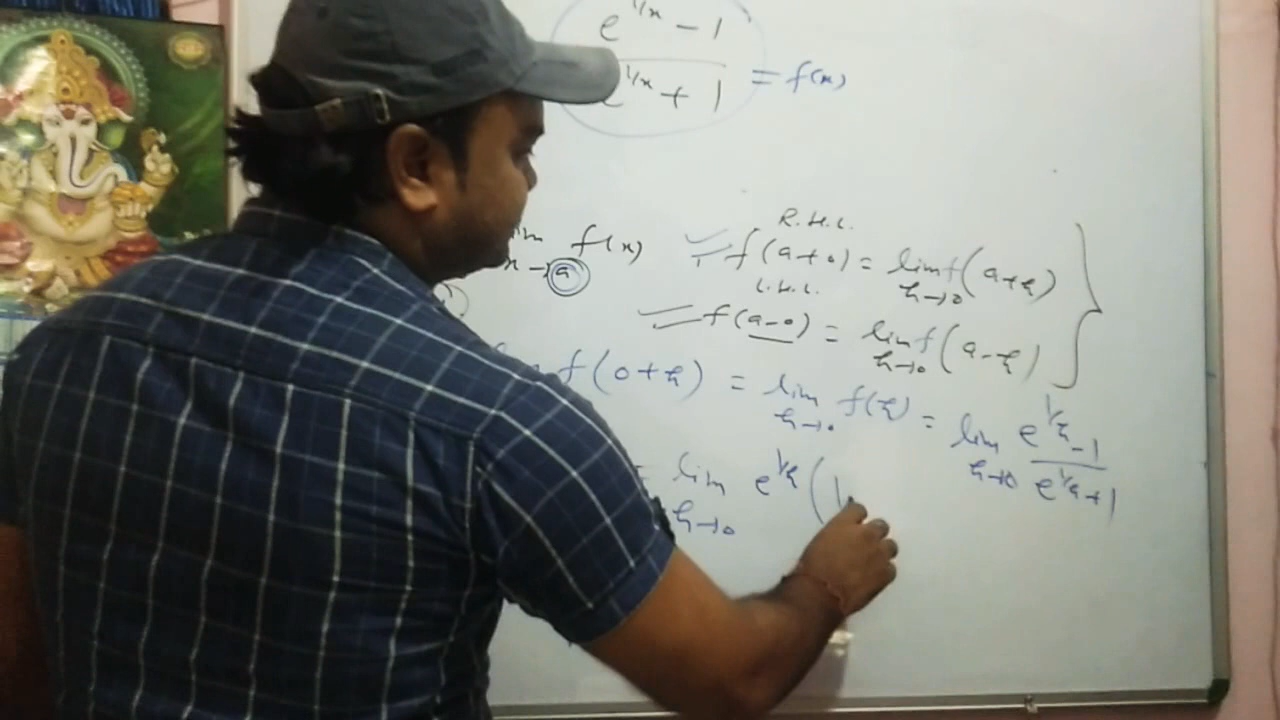 e^{1/x} - 1
e^{1/x} + 1 = f(x)
R.H.L.
f(x) f(a+0) = lim f(a+h)
x→a h→0
L.H.L.
f(a-0) = lim f(a-h)
h→0
f(0+h) = lim f(h) = lim e^{1/h} - 1
h→0 h→0 e^{1/h} + 1
= lim e^{1/h} (1
h→0